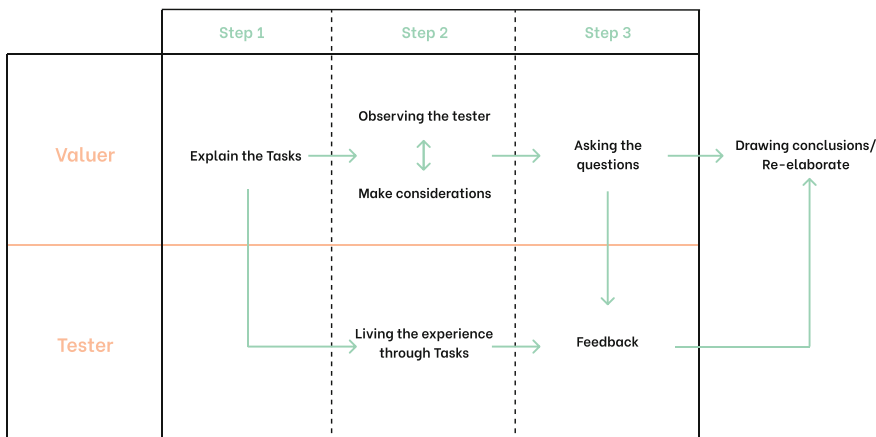 Step 1
Step 2
Step 3
Valuer
Explain the Tasks
Observing the tester
Make considerations
Asking the
questions
Drawing conclusions/
Re-elaborate
Tester
Living the experience
through Tasks
Feedback